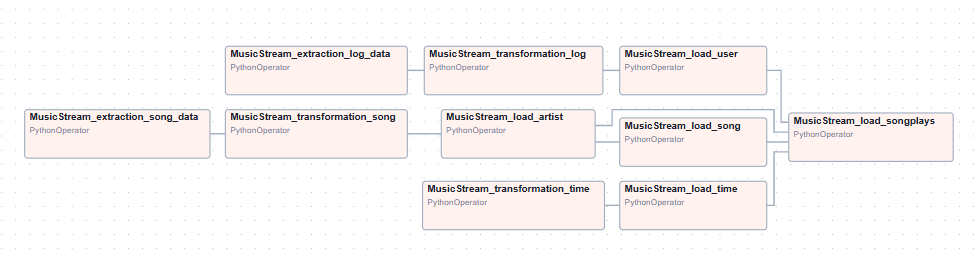 MusicStream_extraction_log_data
PythonOperator
MusicStream_transformation_log
PythonOperator
MusicStream_load_user
PythonOperator
MusicStream_extraction_song_data
PythonOperator
MusicStream_transformation_song
PythonOperator
MusicStream_load_artist
PythonOperator
MusicStream_load_song
PythonOperator
MusicStream_load_songplays
PythonOperator
MusicStream_transformation_time
PythonOperator
MusicStream_load_time
PythonOperator